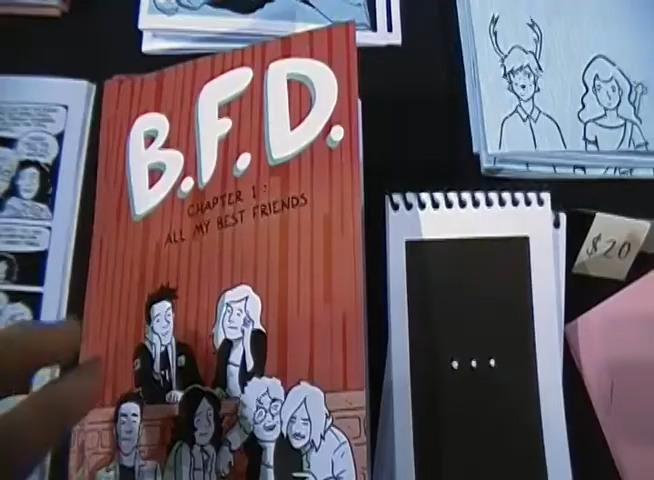 B.F.D.
CHAPTER 1:
ALL MY BEST FRIENDS
...
$20